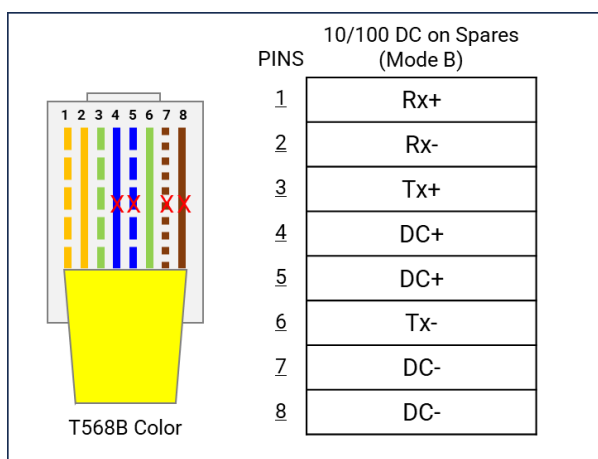 10/100 DC on Spares
PINS (Mode B)
1 2 3 4 5 6 7 8
X X X X
1 Rx+
2 Rx-
3 Tx+
4 DC+
5 DC+
6 Tx-
7 DC-
8 DC-
T568B Color